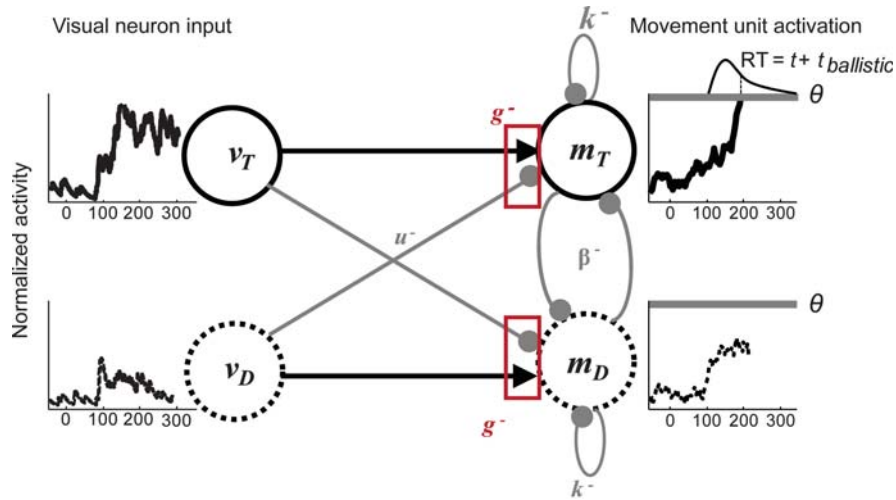 Visual neuron input
k⁻
Movement unit activation
RT = t + t ballistic
θ
g⁻
v_T
m_T
0 100 200 300
0 100 200 300
Normalized activity
u⁻
β⁻
θ
v_D
m_D
g⁻
0 100 200 300
0 100 200 300
k⁻